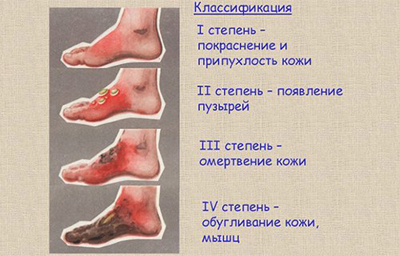 Классификация
I степень –
покраснение и
припухлость кожи
II степень – появление
пузырей
III степень –
омертвение кожи
IV степень –
обугливание кожи,
мышц